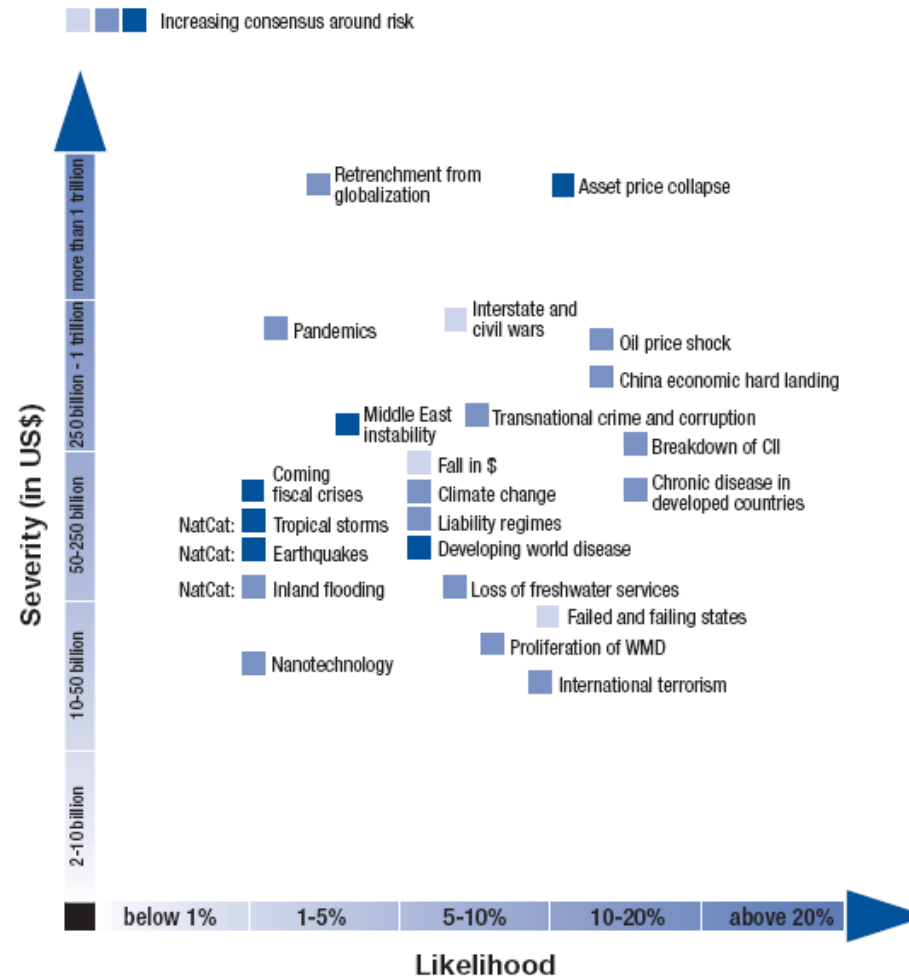 Increasing consensus around risk
Retrenchment from
globalization
Asset price collapse
Pandemics
Interstate and
civil wars
Oil price shock
China economic hard landing
Middle East
instability
Transnational crime and corruption
Breakdown of CII
Fall in $
Coming
fiscal crises
Climate change
Chronic disease in
developed countries
NatCat: Tropical storms
Liability regimes
NatCat: Earthquakes
Developing world disease
NatCat: Inland flooding
Loss of freshwater services
Failed and failing states
Proliferation of WMD
Nanotechnology
International terrorism
Severity (in US$)
more than 1 trillion
250 billion - 1 trillion
50-250 billion
10-50 billion
2-10 billion
below 1% 1-5% 5-10% 10-20% above 20%
Likelihood